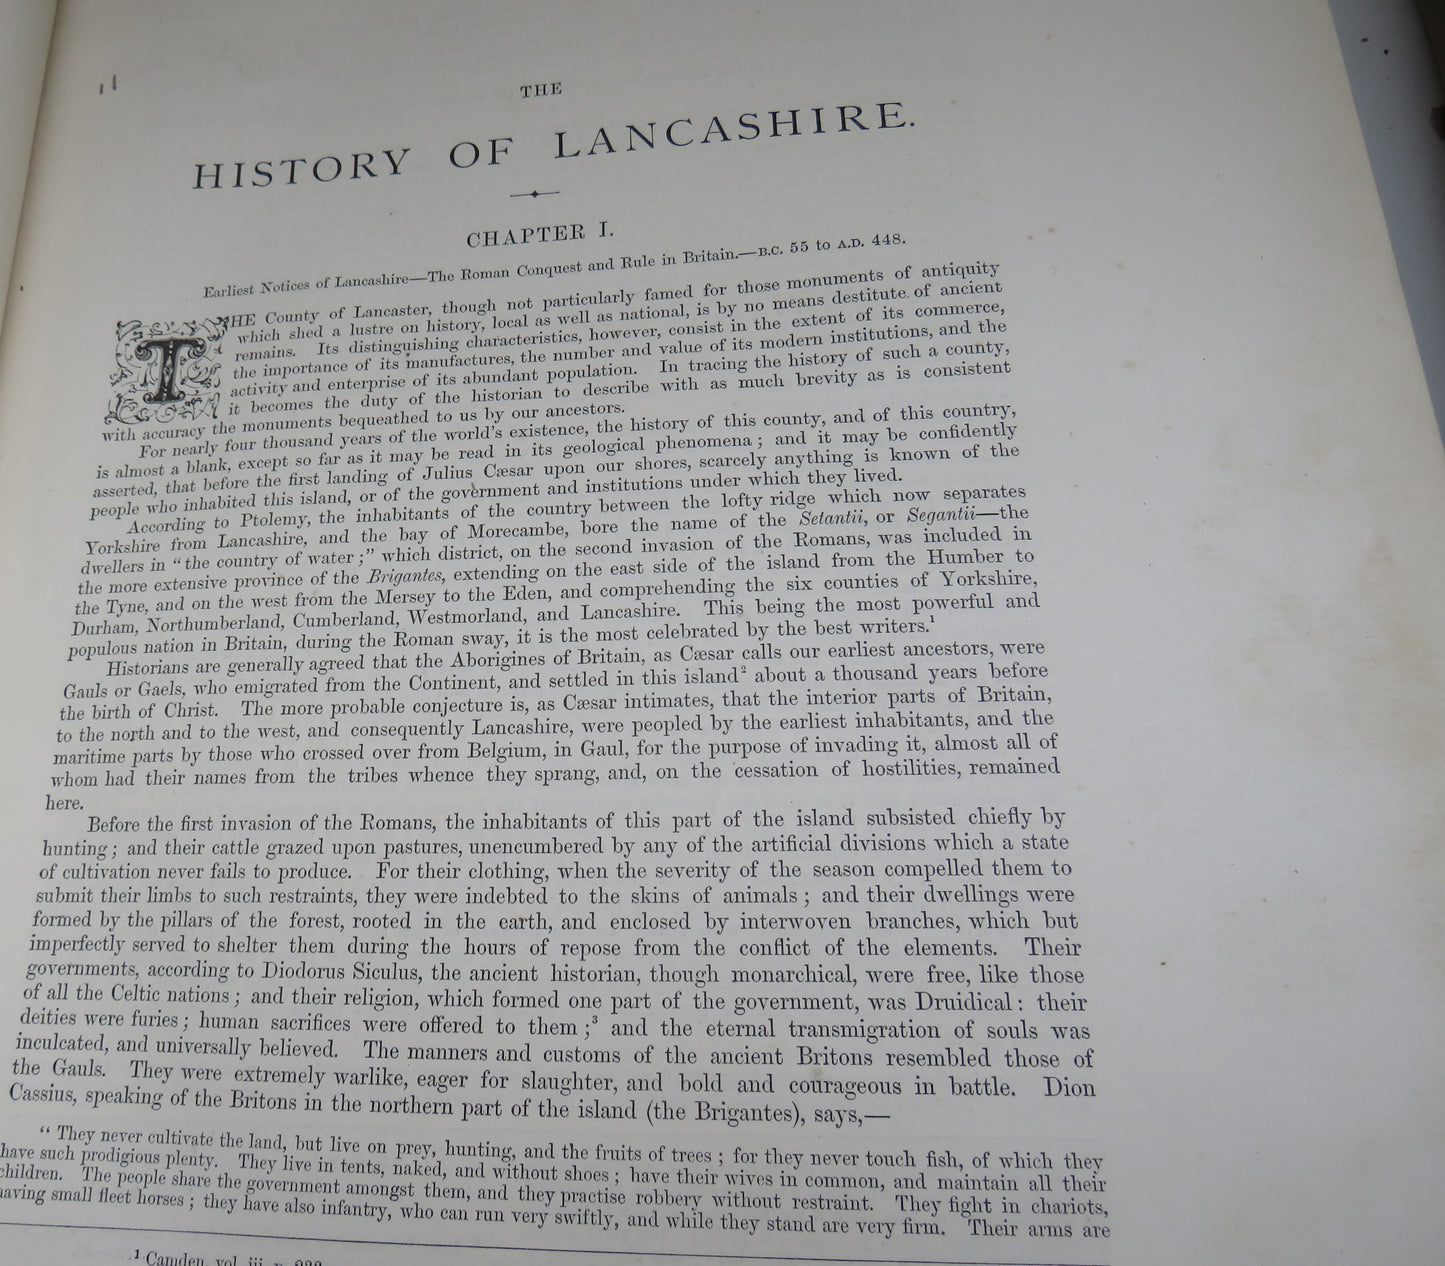 THE
HISTORY OF LANCASHIRE.
CHAPTER I.
Earliest Notices of Lancashire—The Roman Conquest and Rule in Britain.—B.C. 55 to A.D. 448.
THE County of Lancaster, though not particularly famed for those monuments of antiquity
which shed a lustre on history, local as well as national, is by no means destitute of ancient
remains. Its distinguishing characteristics, however, consist in the extent of its commerce,
the importance of its manufactures, the number and value of its modern institutions, and the
activity and enterprise of its abundant population. In tracing the history of such a county,
it becomes the duty of the historian to describe with as much brevity as is consistent
with accuracy the monuments bequeathed to us by our ancestors.
For nearly four thousand years of the world's existence, the history of this county, and of this country,
is almost a blank, except so far as it may be read in its geological phenomena; and it may be confidently
asserted, that before the first landing of Julius Cæsar upon our shores, scarcely anything is known of the
people who inhabited this island, or of the government and institutions under which they lived.
According to Ptolemy, the inhabitants of the country between the lofty ridge which now separates
Yorkshire from Lancashire, and the bay of Morecambe, bore the name of the Setantii, or Segantii—the
dwellers in "the country of water;" which district, on the second invasion of the Romans, was included in
the more extensive province of the Brigantes, extending on the east side of the island from the Humber to
the Tyne, and on the west from the Mersey to the Eden, and comprehending the six counties of Yorkshire,
Durham, Northumberland, Cumberland, Westmorland, and Lancashire. This being the most powerful and
populous nation in Britain, during the Roman sway, it is the most celebrated by the best writers.¹
Historians are generally agreed that the Aborigines of Britain, as Cæsar calls our earliest ancestors, were
Gauls or Gaels, who emigrated from the Continent, and settled in this island² about a thousand years before
the birth of Christ. The more probable conjecture is, as Cæsar intimates, that the interior parts of Britain,
to the north and to the west, and consequently Lancashire, were peopled by the earliest inhabitants, and the
maritime parts by those who crossed over from Belgium, in Gaul, for the purpose of invading it, almost all of
whom had their names from the tribes whence they sprang, and, on the cessation of hostilities, remained
here.
Before the first invasion of the Romans, the inhabitants of this part of the island subsisted chiefly by
hunting; and their cattle grazed upon pastures, unencumbered by any of the artificial divisions which a state
of cultivation never fails to produce. For their clothing, when the severity of the season compelled them to
submit their limbs to such restraints, they were indebted to the skins of animals; and their dwellings were
formed by the pillars of the forest, rooted in the earth, and enclosed by interwoven branches, which but
imperfectly served to shelter them during the hours of repose from the conflict of the elements. Their
governments, according to Diodorus Siculus, the ancient historian, though monarchical, were free, like those
of all the Celtic nations; and their religion, which formed one part of the government, was Druidical: their
deities were furies; human sacrifices were offered to them;³ and the eternal transmigration of souls was
inculcated, and universally believed. The manners and customs of the ancient Britons resembled those of
the Gauls. They were extremely warlike, eager for slaughter, and bold and courageous in battle. Dion
Cassius, speaking of the Britons in the northern part of the island (the Brigantes), says,—
"They never cultivate the land, but live on prey, hunting, and the fruits of trees; for they never touch fish, of which they
have such prodigious plenty. They live in tents, naked, and without shoes; have their wives in common, and maintain all their
children. The people share the government amongst them, and they practise robbery without restraint. They fight in chariots,
having small fleet horses; they have also infantry, who can run very swiftly, and while they stand are very firm. Their arms are
¹ Camden, vol. iii. p.